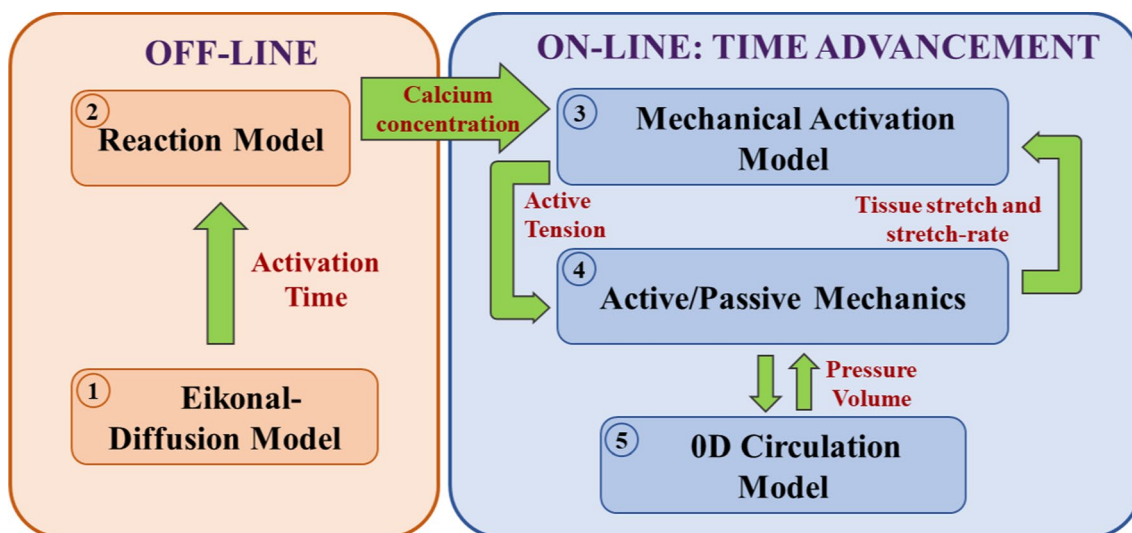 OFF-LINE
2
Reaction Model
Activation
Time
1
Eikonal-
Diffusion Model
Calcium
concentration
ON-LINE: TIME ADVANCEMENT
3
Mechanical Activation
Model
Active
Tension
Tissue stretch and
stretch-rate
4
Active/Passive Mechanics
Pressure
Volume
5
0D Circulation
Model